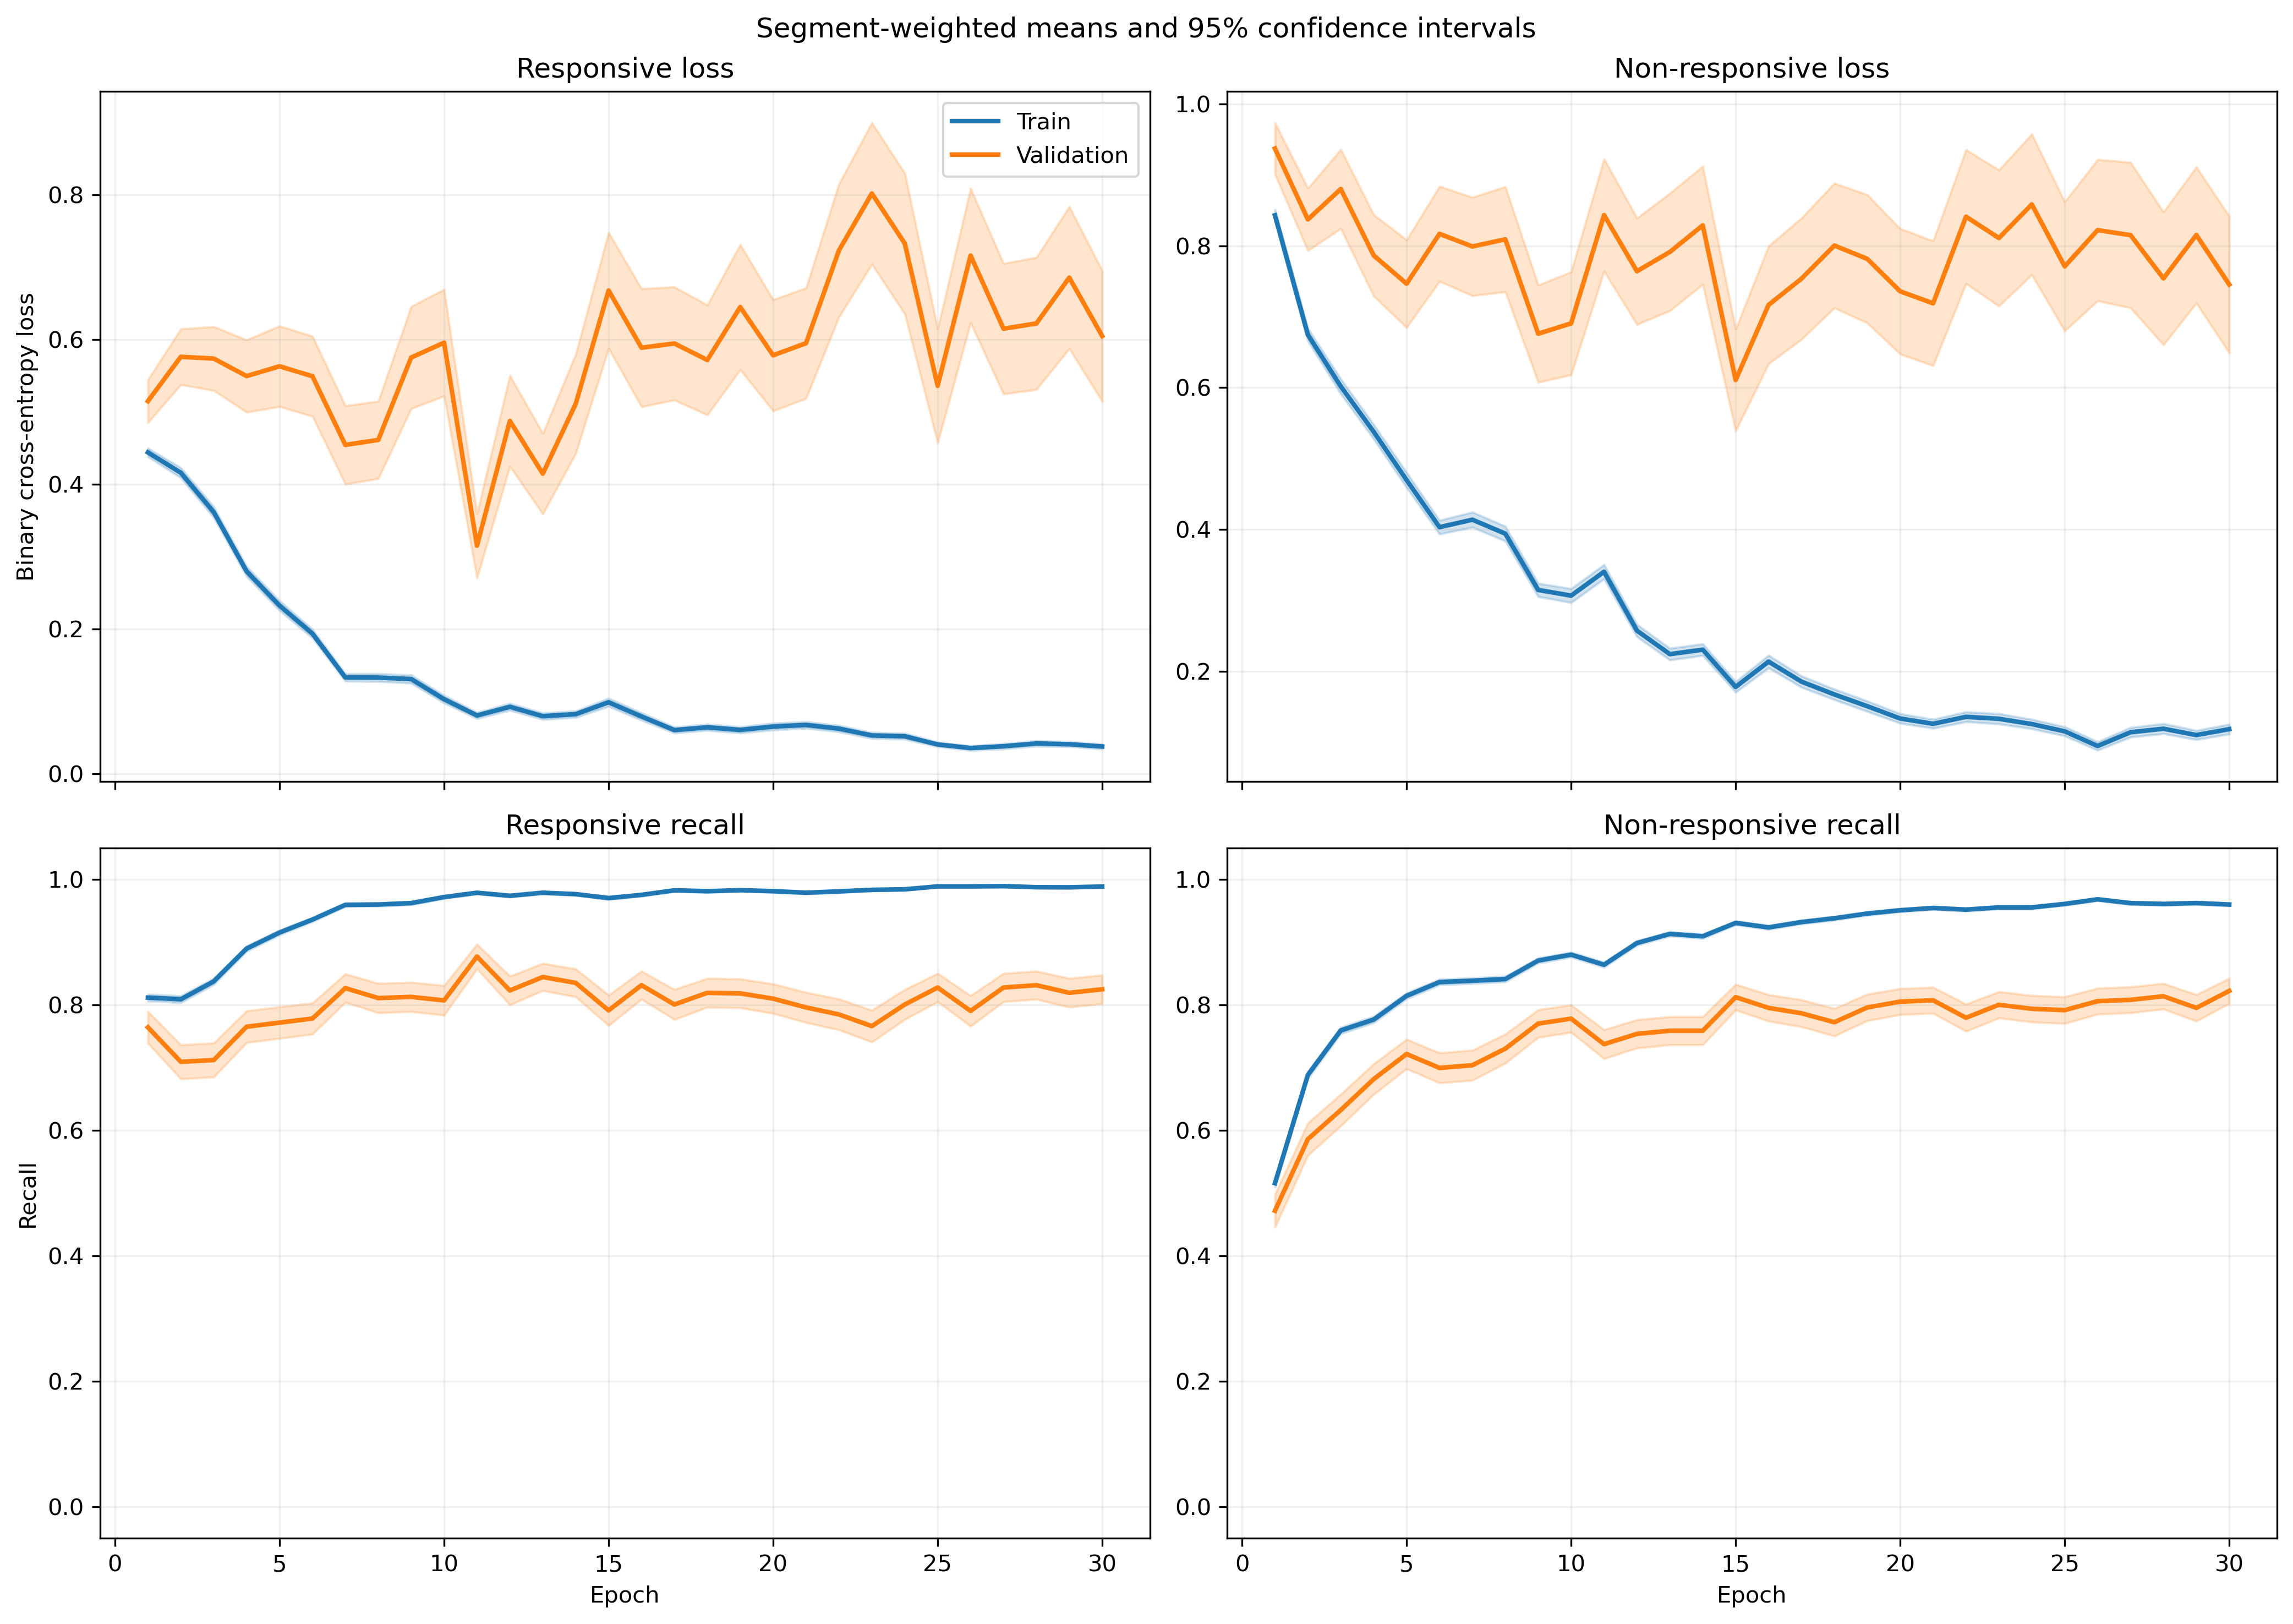 Segment-weighted means and 95% confidence intervals
Responsive loss
Non-responsive loss
Train
Validation
Binary cross-entropy loss
0.8
0.6
0.4
0.2
0.0
1.0
0.8
0.6
0.4
0.2
Responsive recall
Non-responsive recall
Recall
1.0
0.8
0.6
0.4
0.2
0.0
1.0
0.8
0.6
0.4
0.2
0.0
0 5 10 15 20 25 30
0 5 10 15 20 25 30
Epoch
Epoch